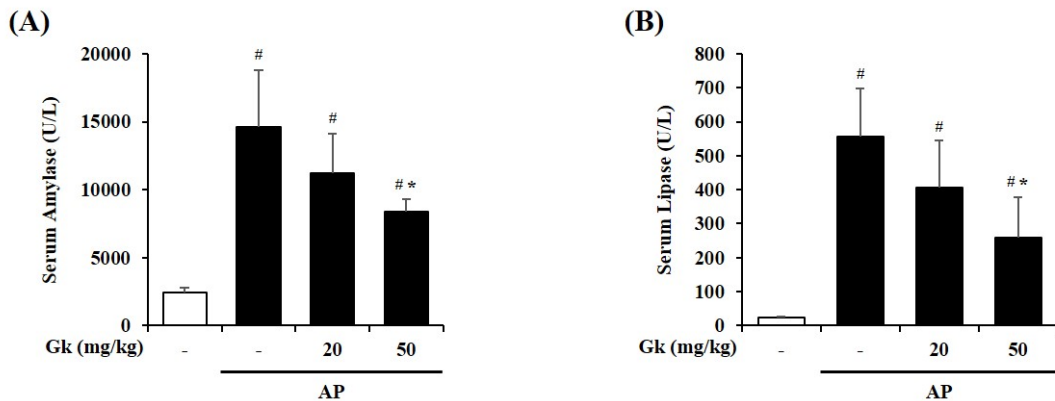 (A)
Serum Amylase (U/L)
20000
15000
10000
5000
0
#
#
# *
Gk (mg/kg) - - 20 50
AP
(B)
Serum Lipase (U/L)
800
700
600
500
400
300
200
100
0
#
#
# *
Gk (mg/kg) - - 20 50
AP